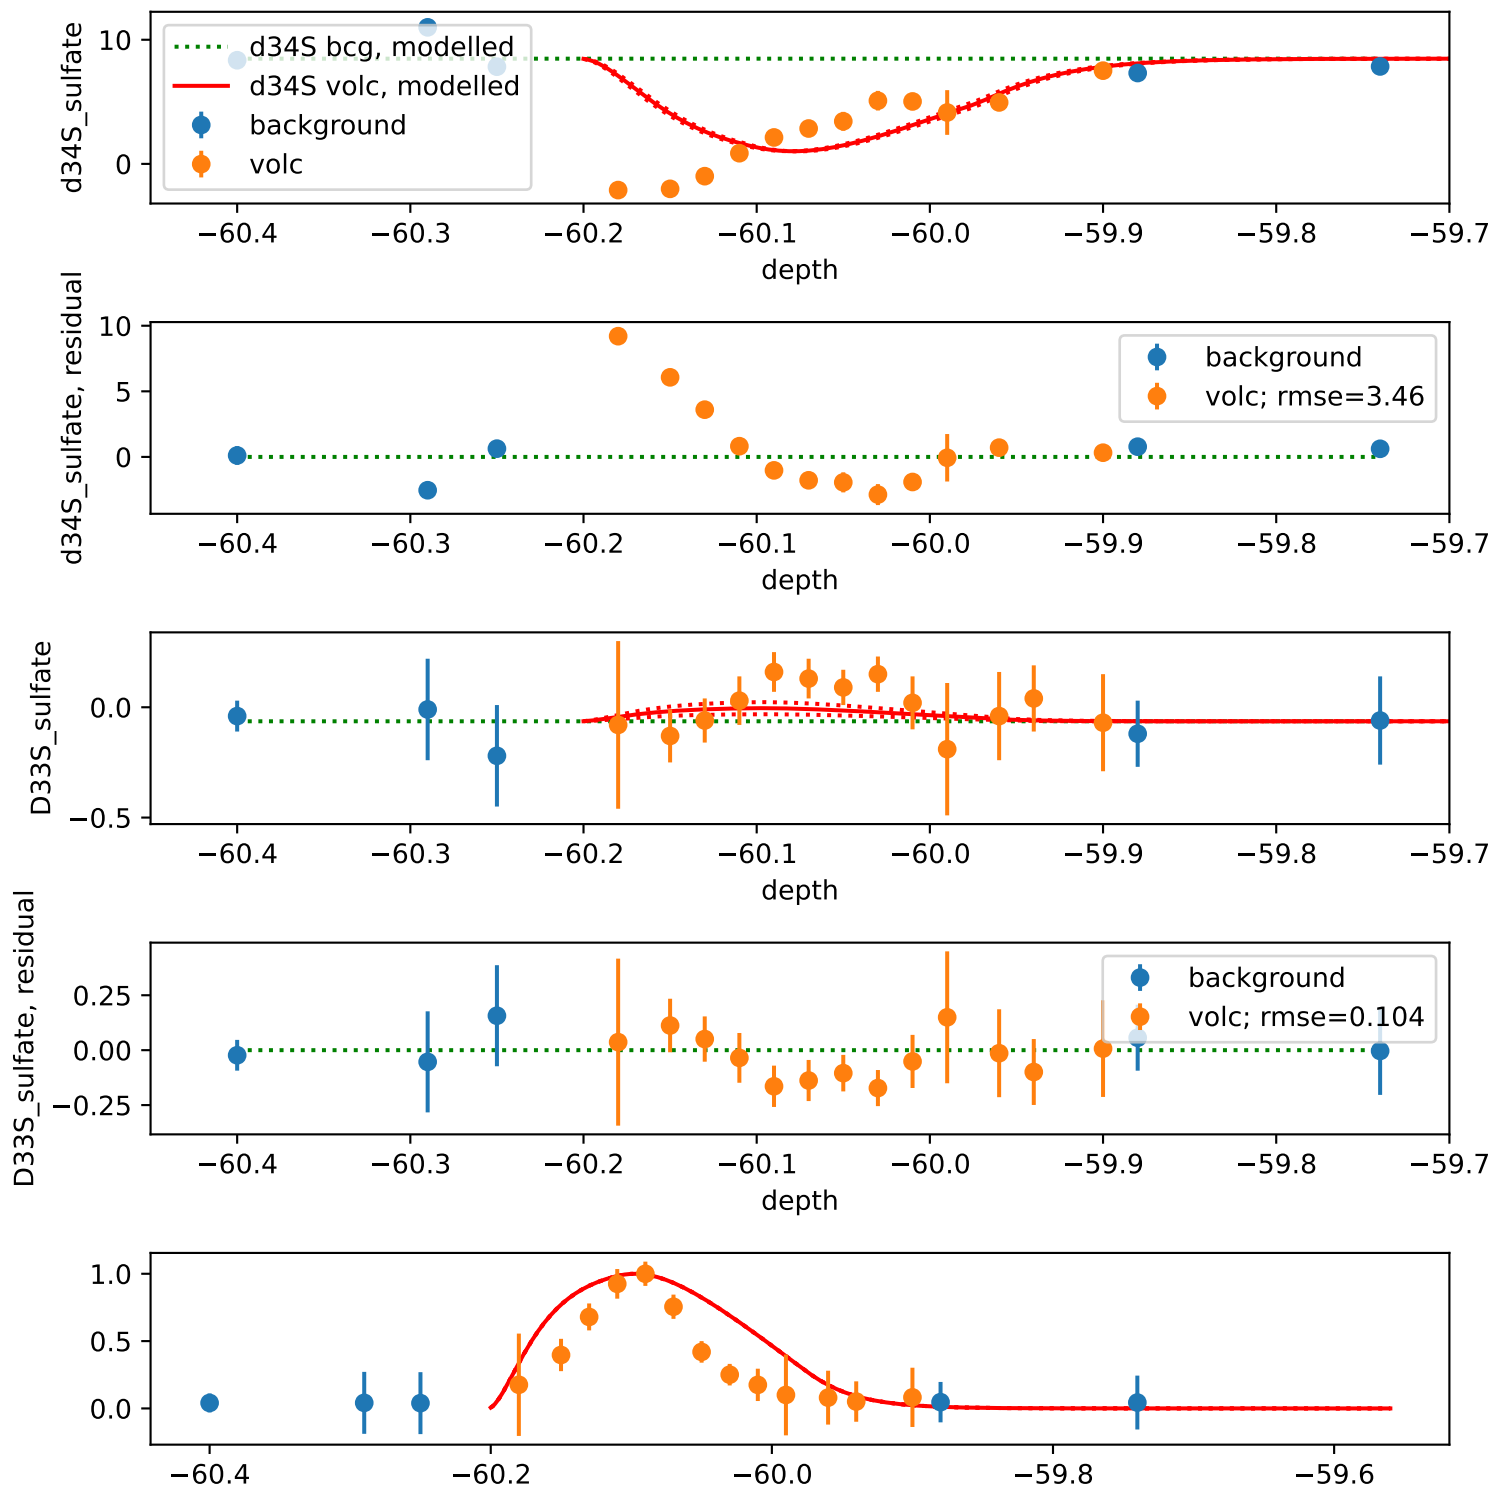 d34S_sulfate
10
0
d34S bcg, modelled
d34S volc, modelled
background
volc
−60.4 −60.3 −60.2 −60.1 −60.0 −59.9 −59.8 −59.7
depth
d34S_sulfate, residual
10
5
0
background
volc; rmse=3.46
−60.4 −60.3 −60.2 −60.1 −60.0 −59.9 −59.8 −59.7
depth
D33S_sulfate
0.0
−0.5
−60.4 −60.3 −60.2 −60.1 −60.0 −59.9 −59.8 −59.7
depth
D33S_sulfate, residual
0.25
0.00
−0.25
background
volc; rmse=0.104
−60.4 −60.3 −60.2 −60.1 −60.0 −59.9 −59.8 −59.7
depth
1.0
0.5
0.0
−60.4 −60.2 −60.0 −59.8 −59.6